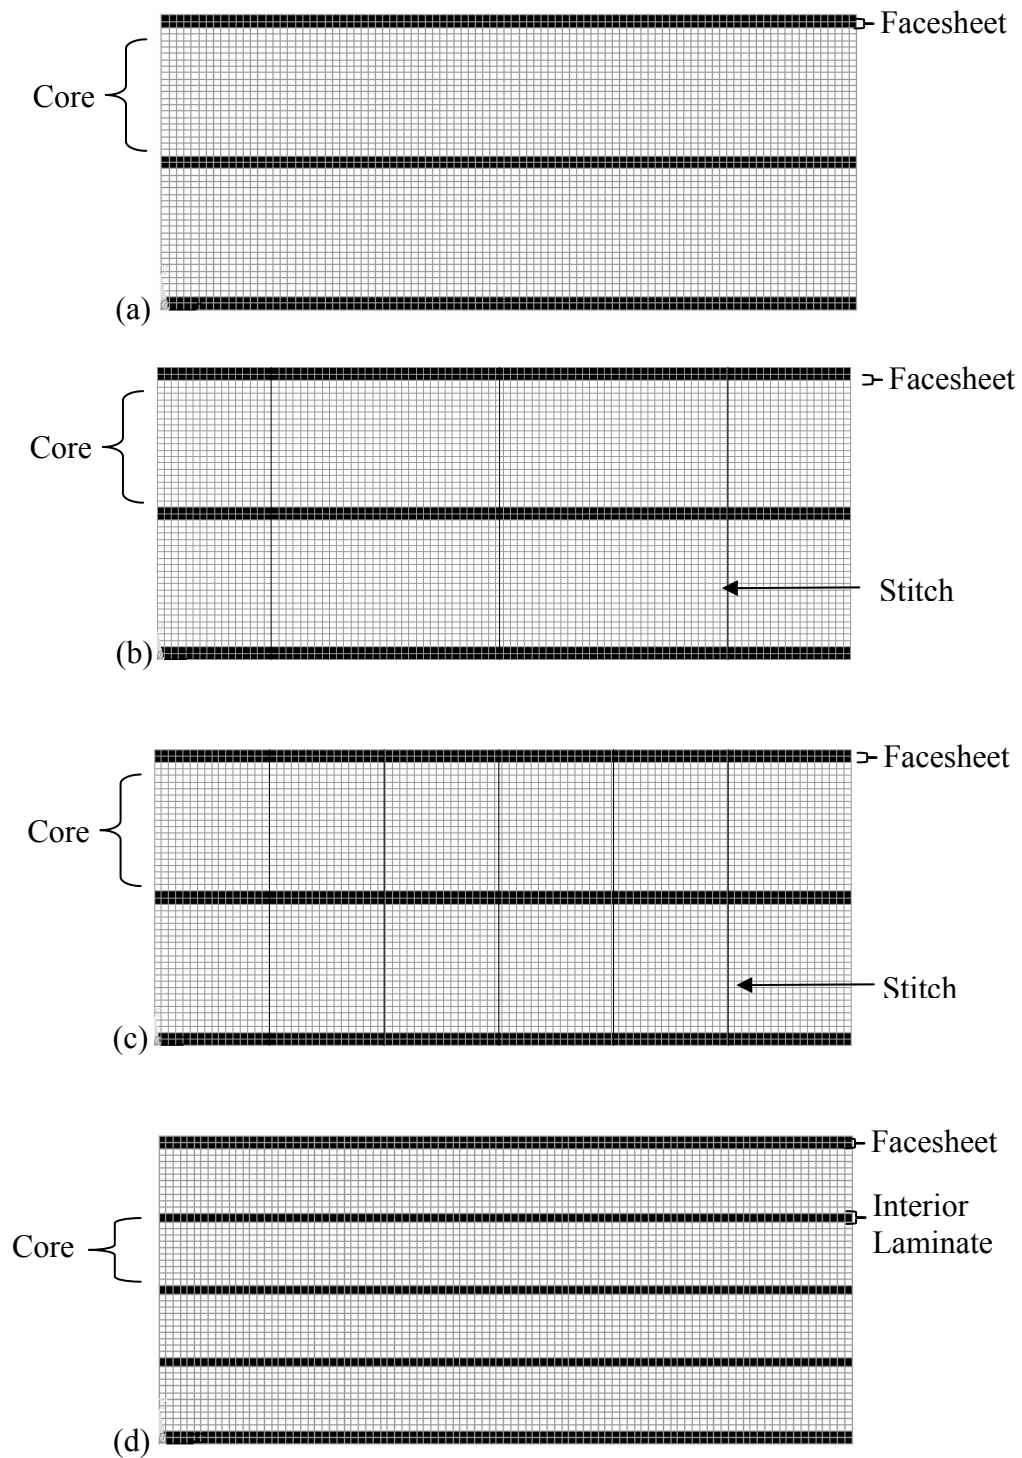 Facesheet
Core
(a)
Facesheet
Core
Stitch
(b)
Facesheet
Core
Stitch
(c)
Facesheet
Interior
Laminate
Core
(d)